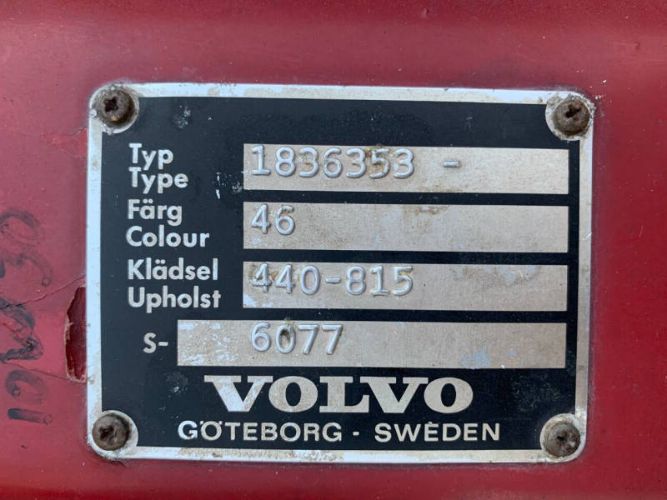 Typ
Type 1836353 -
Färg
Colour 46
Klädsel
Upholst 440-815
S- 6077
VOLVO
GÖTEBORG - SWEDEN